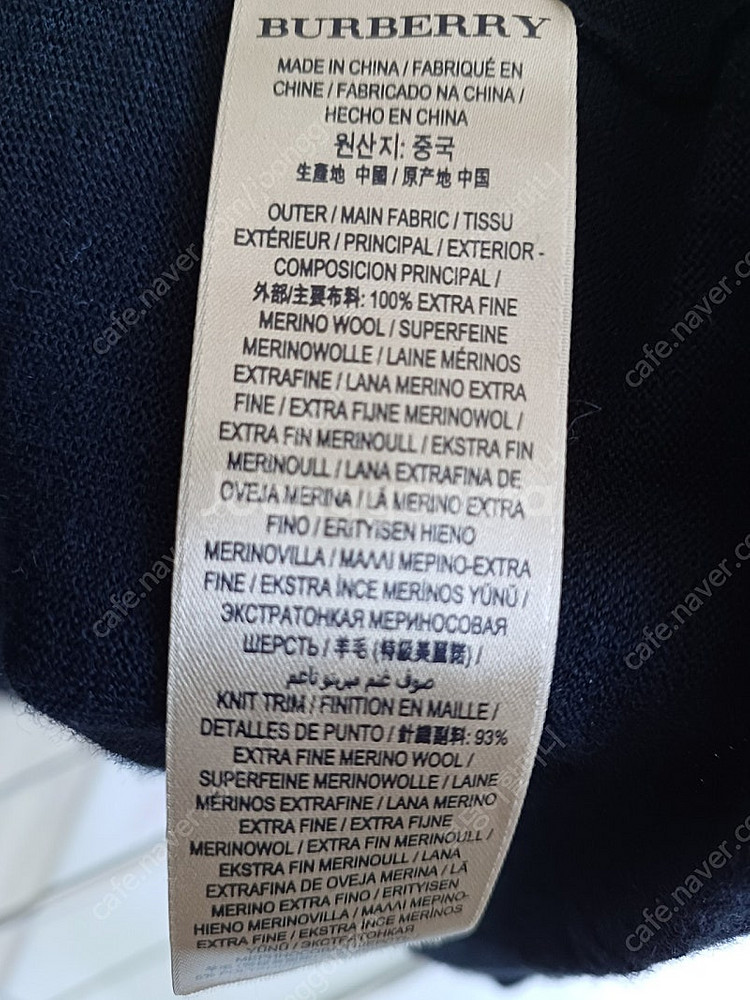 BURBERRY
MADE IN CHINA / FABRIQUÉ EN
CHINE / FABRICADO NA CHINA /
HECHO EN CHINA
원산지: 중국
生產地 中國 / 原产地 中国
OUTER / MAIN FABRIC / TISSU
EXTÉRIEUR / PRINCIPAL / EXTERIOR -
COMPOSICION PRINCIPAL /
外部/主要布料: 100% EXTRA FINE
MERINO WOOL / SUPERFEINE
MERINOWOLLE / LAINE MÉRINOS
EXTRAFINE / LANA MERINO EXTRA
FINE / EXTRA FIJNE MERINOWOL /
EXTRA FIN MERINOULL / EKSTRA FIN
MERINOULL / LANA EXTRAFINA DE
OVEJA MERINA / LÃ MERINO EXTRA
FINO / ERITYISEN HIENO
MERINOVILLA / ΜΑΛΛΙ ΜΕΡΙΝΟ-EXTRA
FINE / EKSTRA İNCE MERİNOS YÜNÜ /
ЭКСТРАТОНКАЯ МЕРИНОСОВАЯ
ШЕРСТЬ / 羊毛 (特級美麗諾) /
صوف غنم ميرينو ناعم
KNIT TRIM / FINITION EN MAILLE /
DETALLES DE PUNTO / 針織副料: 93%
EXTRA FINE MERINO WOOL /
SUPERFEINE MERINOWOLLE / LAINE
MÉRINOS EXTRAFINE / LANA MERINO
EXTRA FINE / EXTRA FIJNE
MERINOWOL / EXTRA FIN MERINOULL /
EKSTRA FIN MERINOULL / LANA
EXTRAFINA DE OVEJA MERINA / LÃ
MERINO EXTRA FINO / ERITYISEN
HIENO MERINOVILLA / ΜΑΛΛΙ ΜΕΡΙΝΟ-
EXTRA FINE / EKSTRA İNCE MERİNOS
YÜNÜ / ЭКСТРАТОНКАЯ
МЕРИНОСОВАЯ
cafe.naver.com
cafe.naver.com
cafe.naver.com
cafe.naver.com
cafe.naver.com
cafe.naver.com